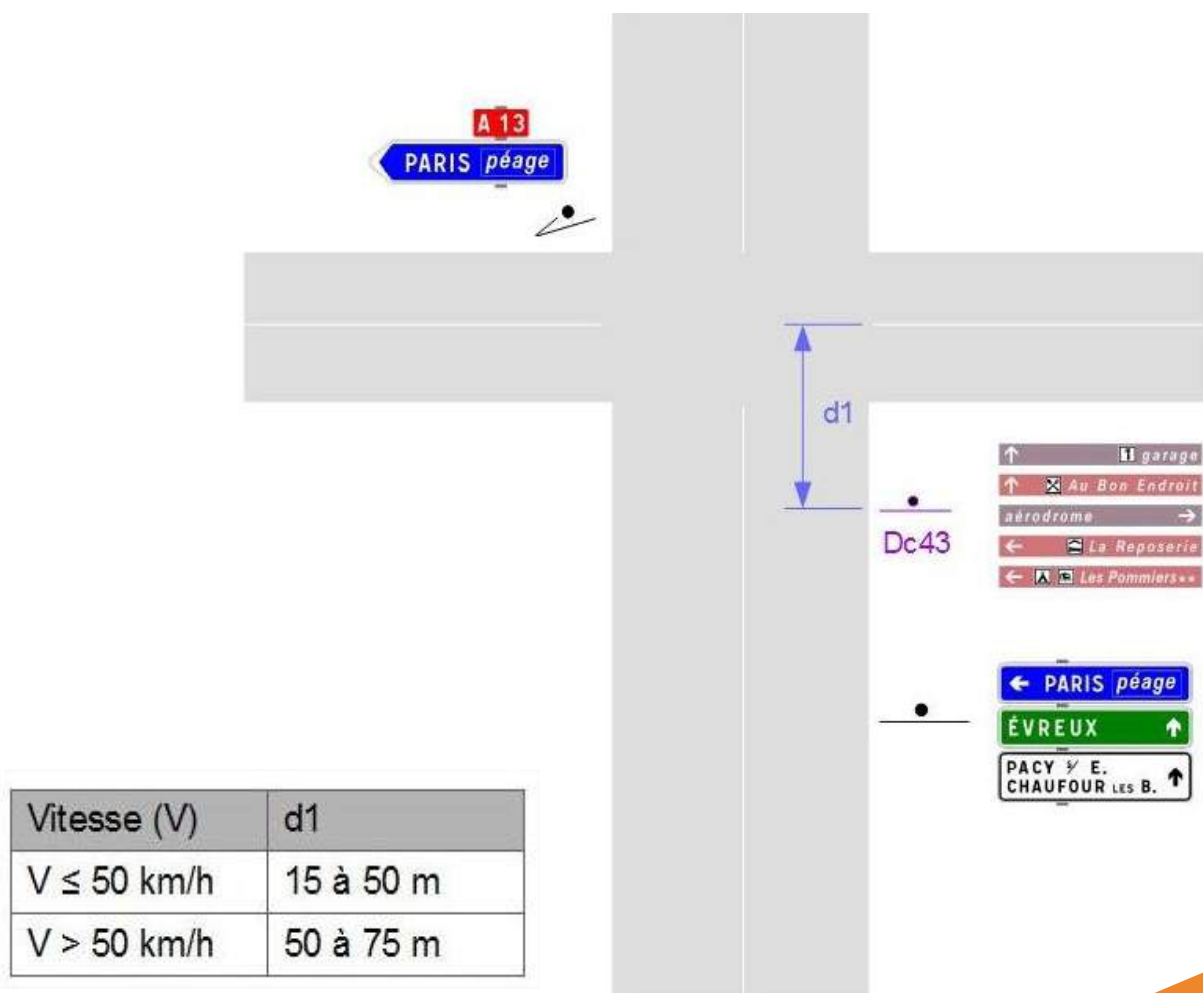 A 13
PARIS péage
d1
garage
Au Bon Endroit
aérodrome
La Reposerie
Les Pommiers**
Dc43
PARIS péage
ÉVREUX
PACY S/ E.
CHAUFOUR LES B.
Vitesse (V) d1
V ≤ 50 km/h 15 à 50 m
V > 50 km/h 50 à 75 m